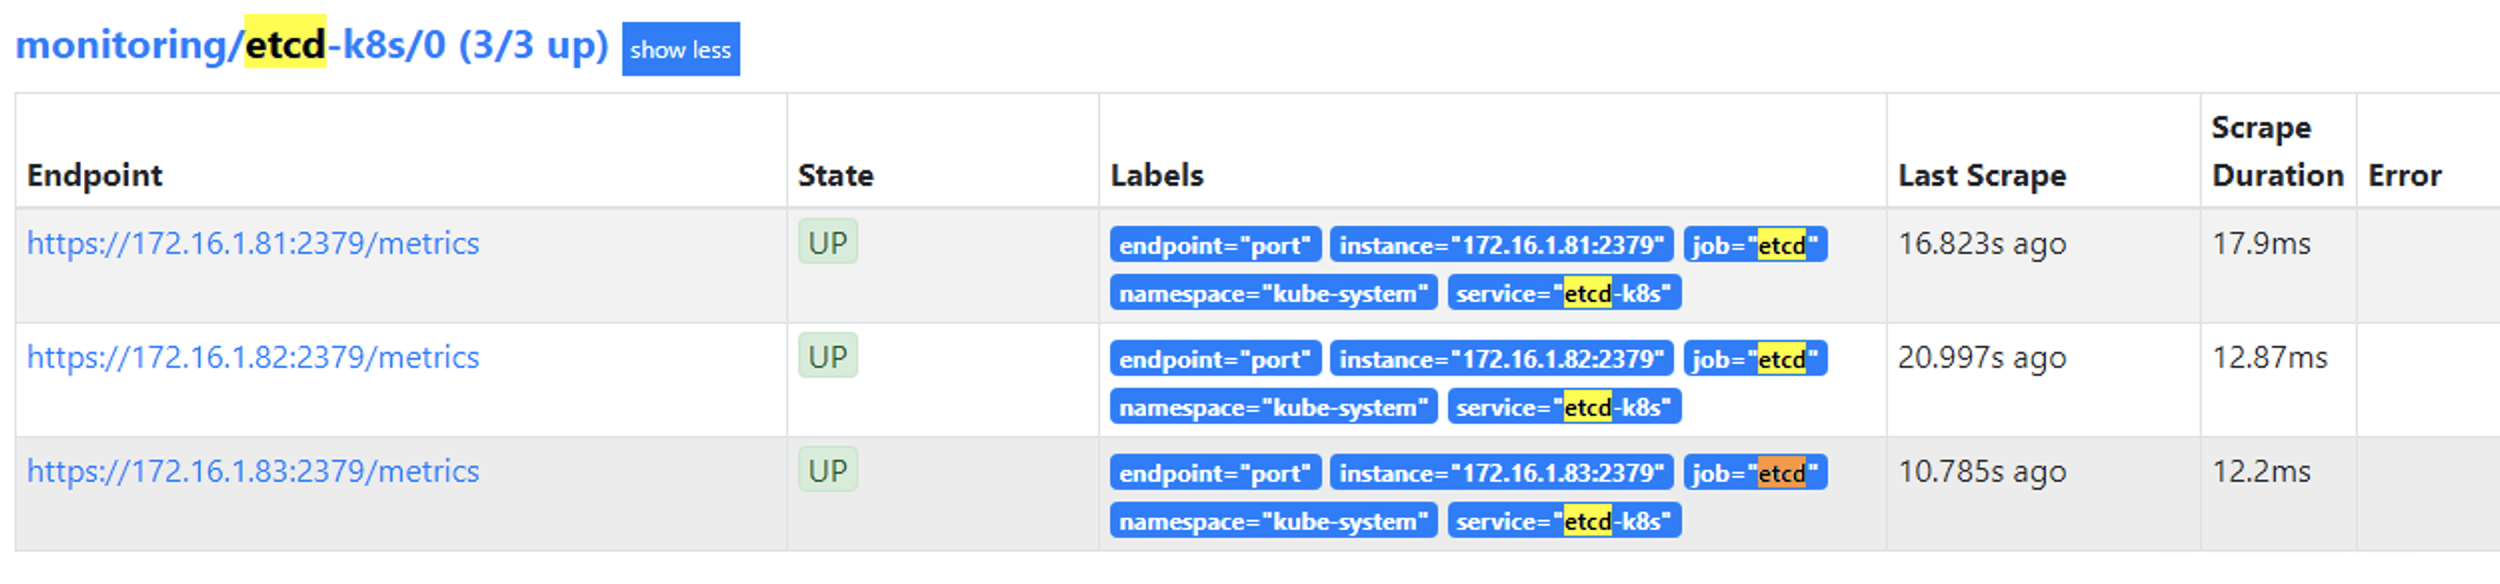 monitoring/etcd-k8s/0 (3/3 up) show less
Endpoint State Labels Last Scrape Scrape Duration Error
https://172.16.1.81:2379/metrics UP endpoint="port" instance="172.16.1.81:2379" job="etcd" 16.823s ago 17.9ms
namespace="kube-system" service="etcd-k8s"
https://172.16.1.82:2379/metrics UP endpoint="port" instance="172.16.1.82:2379" job="etcd" 20.997s ago 12.87ms
namespace="kube-system" service="etcd-k8s"
https://172.16.1.83:2379/metrics UP endpoint="port" instance="172.16.1.83:2379" job="etcd" 10.785s ago 12.2ms
namespace="kube-system" service="etcd-k8s"